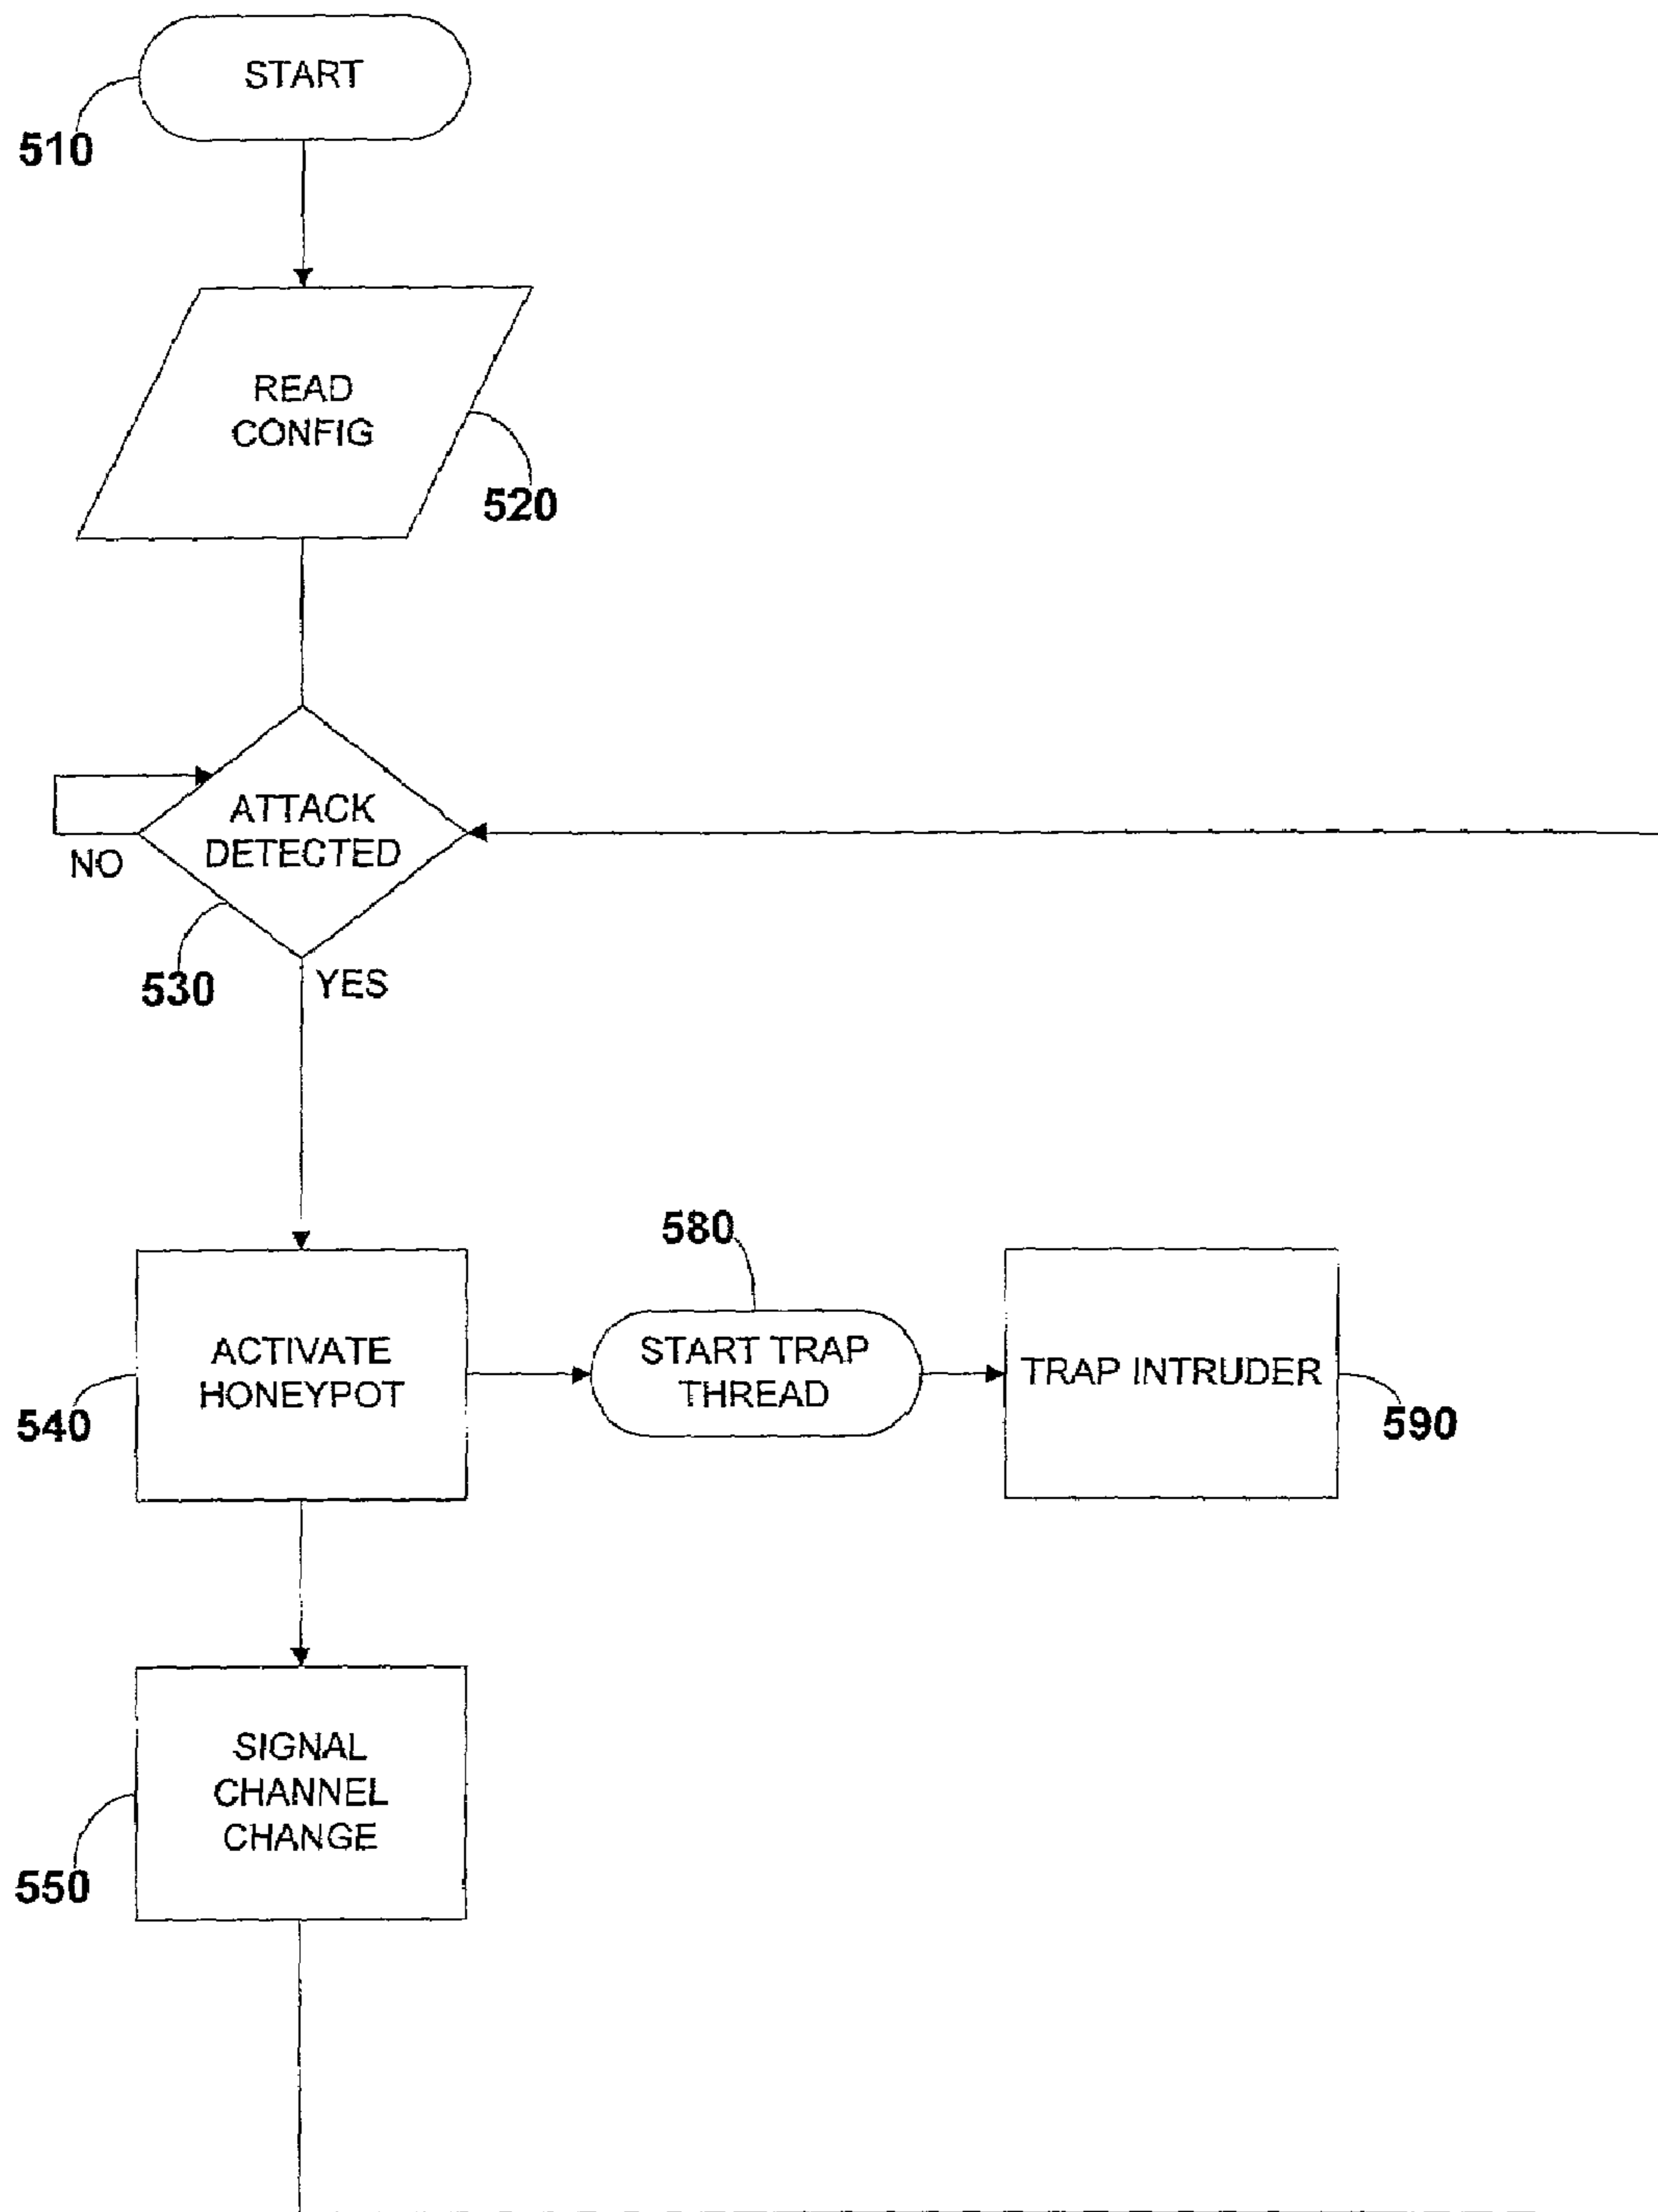 START
510
READ
CONFIG
520
ATTACK
DETECTED
NO
530
YES
580
ACTIVATE
HONEYPOT
540
START TRAP
THREAD
TRAP INTRUDER
590
SIGNAL
CHANNEL
CHANGE
550